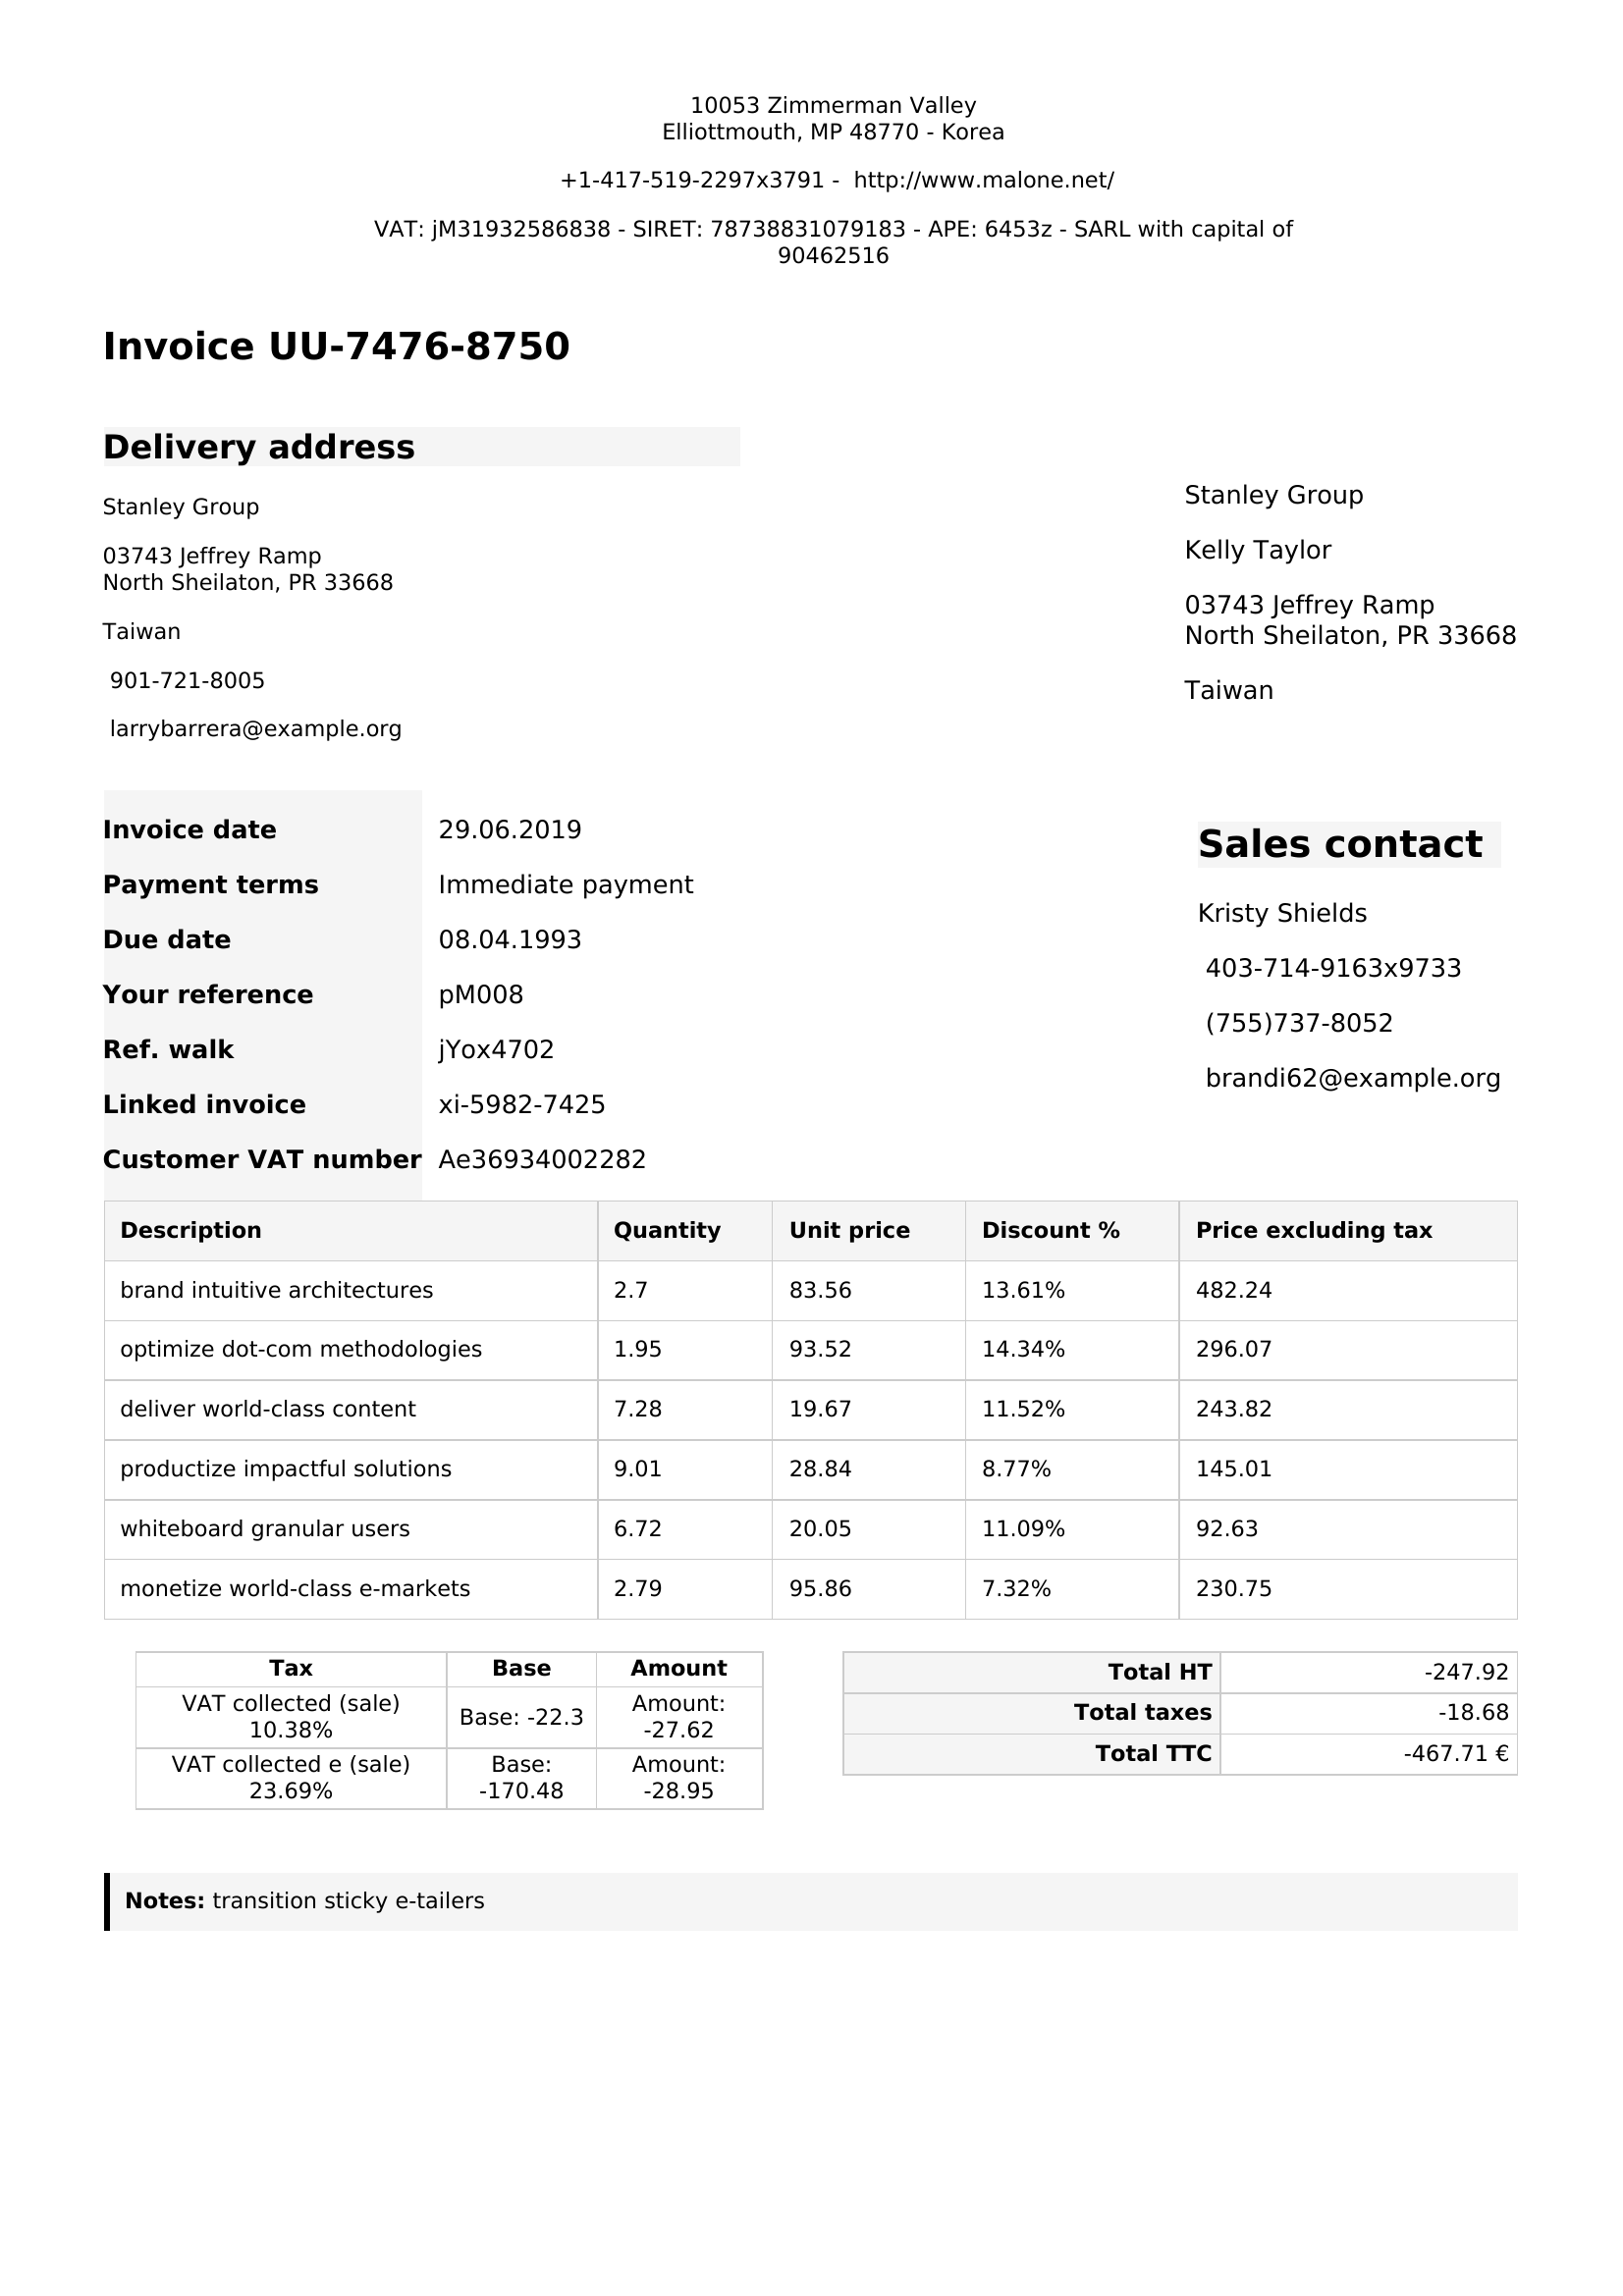 10053 Zimmerman Valley
Elliottmouth, MP 48770 - Korea
+1-417-519-2297x3791 -  http://www.malone.net/
VAT: jM31932586838 - SIRET: 78738831079183 - APE: 6453z - SARL with capital of
90462516
Invoice UU-7476-8750
Delivery address
Stanley Group
03743 Jeffrey Ramp
North Sheilaton, PR 33668
Taiwan
901-721-8005
larrybarrera@example.org
Stanley Group
Kelly Taylor
03743 Jeffrey Ramp
North Sheilaton, PR 33668
Taiwan
Invoice date 29.06.2019
Payment terms Immediate payment
Due date 08.04.1993
Your reference pM008
Ref. walk jYox4702
Linked invoice xi-5982-7425
Customer VAT number Ae36934002282
Sales contact
Kristy Shields
403-714-9163x9733
(755)737-8052
brandi62@example.org
Description Quantity Unit price Discount % Price excluding tax
brand intuitive architectures 2.7 83.56 13.61% 482.24
optimize dot-com methodologies 1.95 93.52 14.34% 296.07
deliver world-class content 7.28 19.67 11.52% 243.82
productize impactful solutions 9.01 28.84 8.77% 145.01
whiteboard granular users 6.72 20.05 11.09% 92.63
monetize world-class e-markets 2.79 95.86 7.32% 230.75
Tax Base Amount
VAT collected (sale) 10.38% Base: -22.3 Amount: -27.62
VAT collected e (sale) 23.69% Base: -170.48 Amount: -28.95
Total HT -247.92
Total taxes -18.68
Total TTC -467.71 €
Notes: transition sticky e-tailers